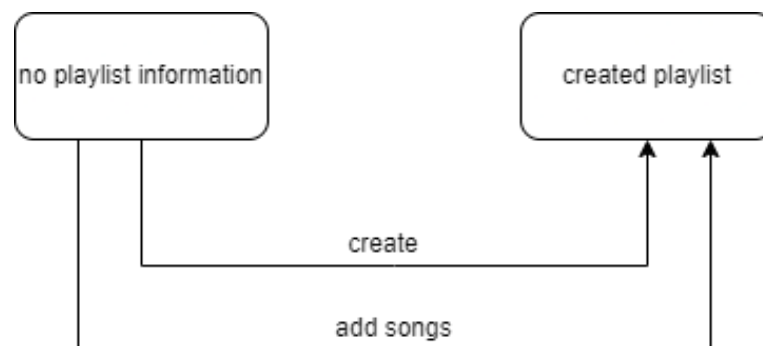 no playlist information
created playlist
create
add songs